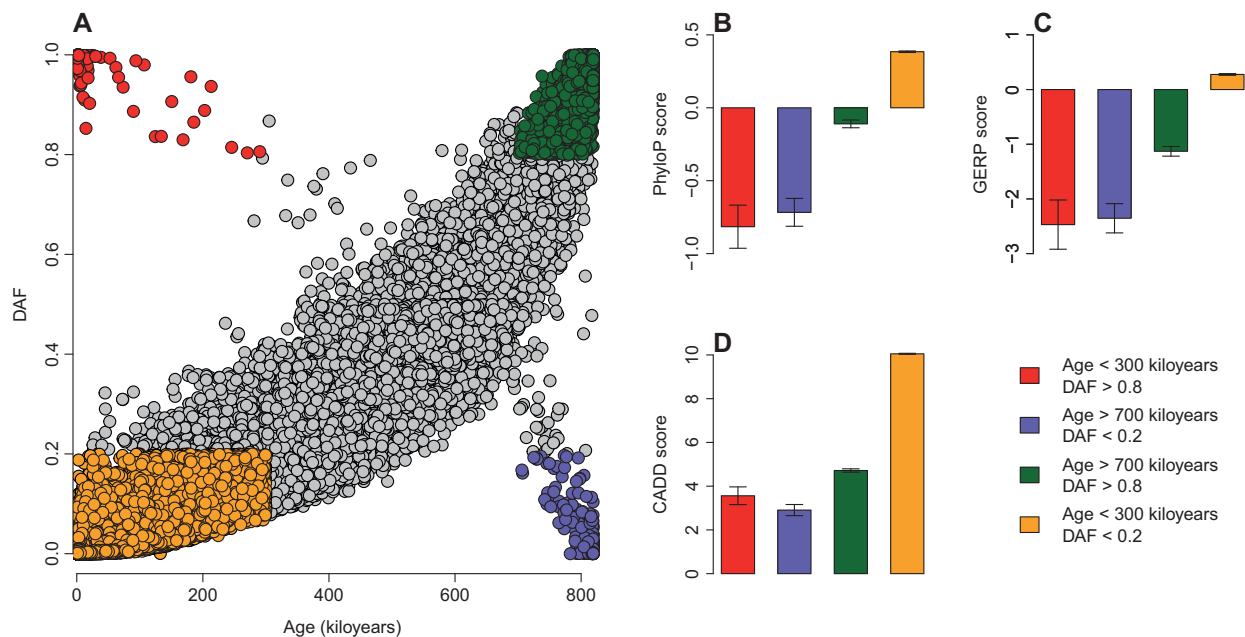 A
DAF
1.0
0.8
0.6
0.4
0.2
0.0
0
200
400
600
800
Age (kiloyears)
B
PhyloP score
0.5
0.0
−0.5
−1.0
C
GERP score
1
0
−1
−2
−3
D
CADD score
10
8
6
4
2
0
Age < 300 kiloyears
DAF > 0.8
Age > 700 kiloyears
DAF < 0.2
Age > 700 kiloyears
DAF > 0.8
Age < 300 kiloyears
DAF < 0.2